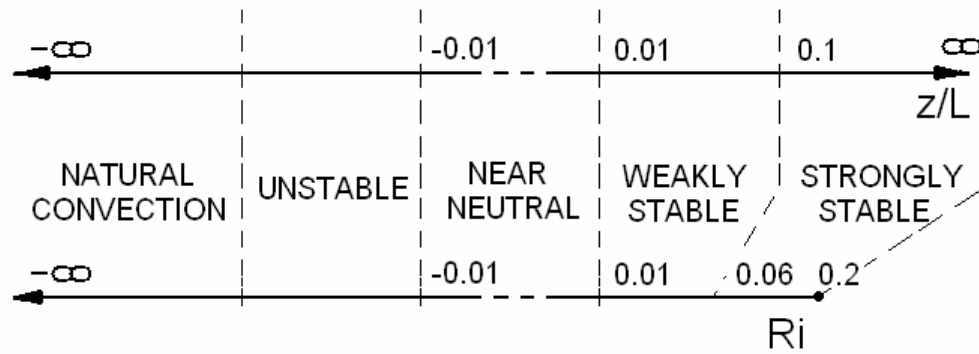 -∞ -0.01 0.01 0.1 ∞
z/L
NATURAL CONVECTION
UNSTABLE
NEAR NEUTRAL
WEAKLY STABLE
STRONGLY STABLE
-∞ -0.01 0.01 0.06 0.2
Ri